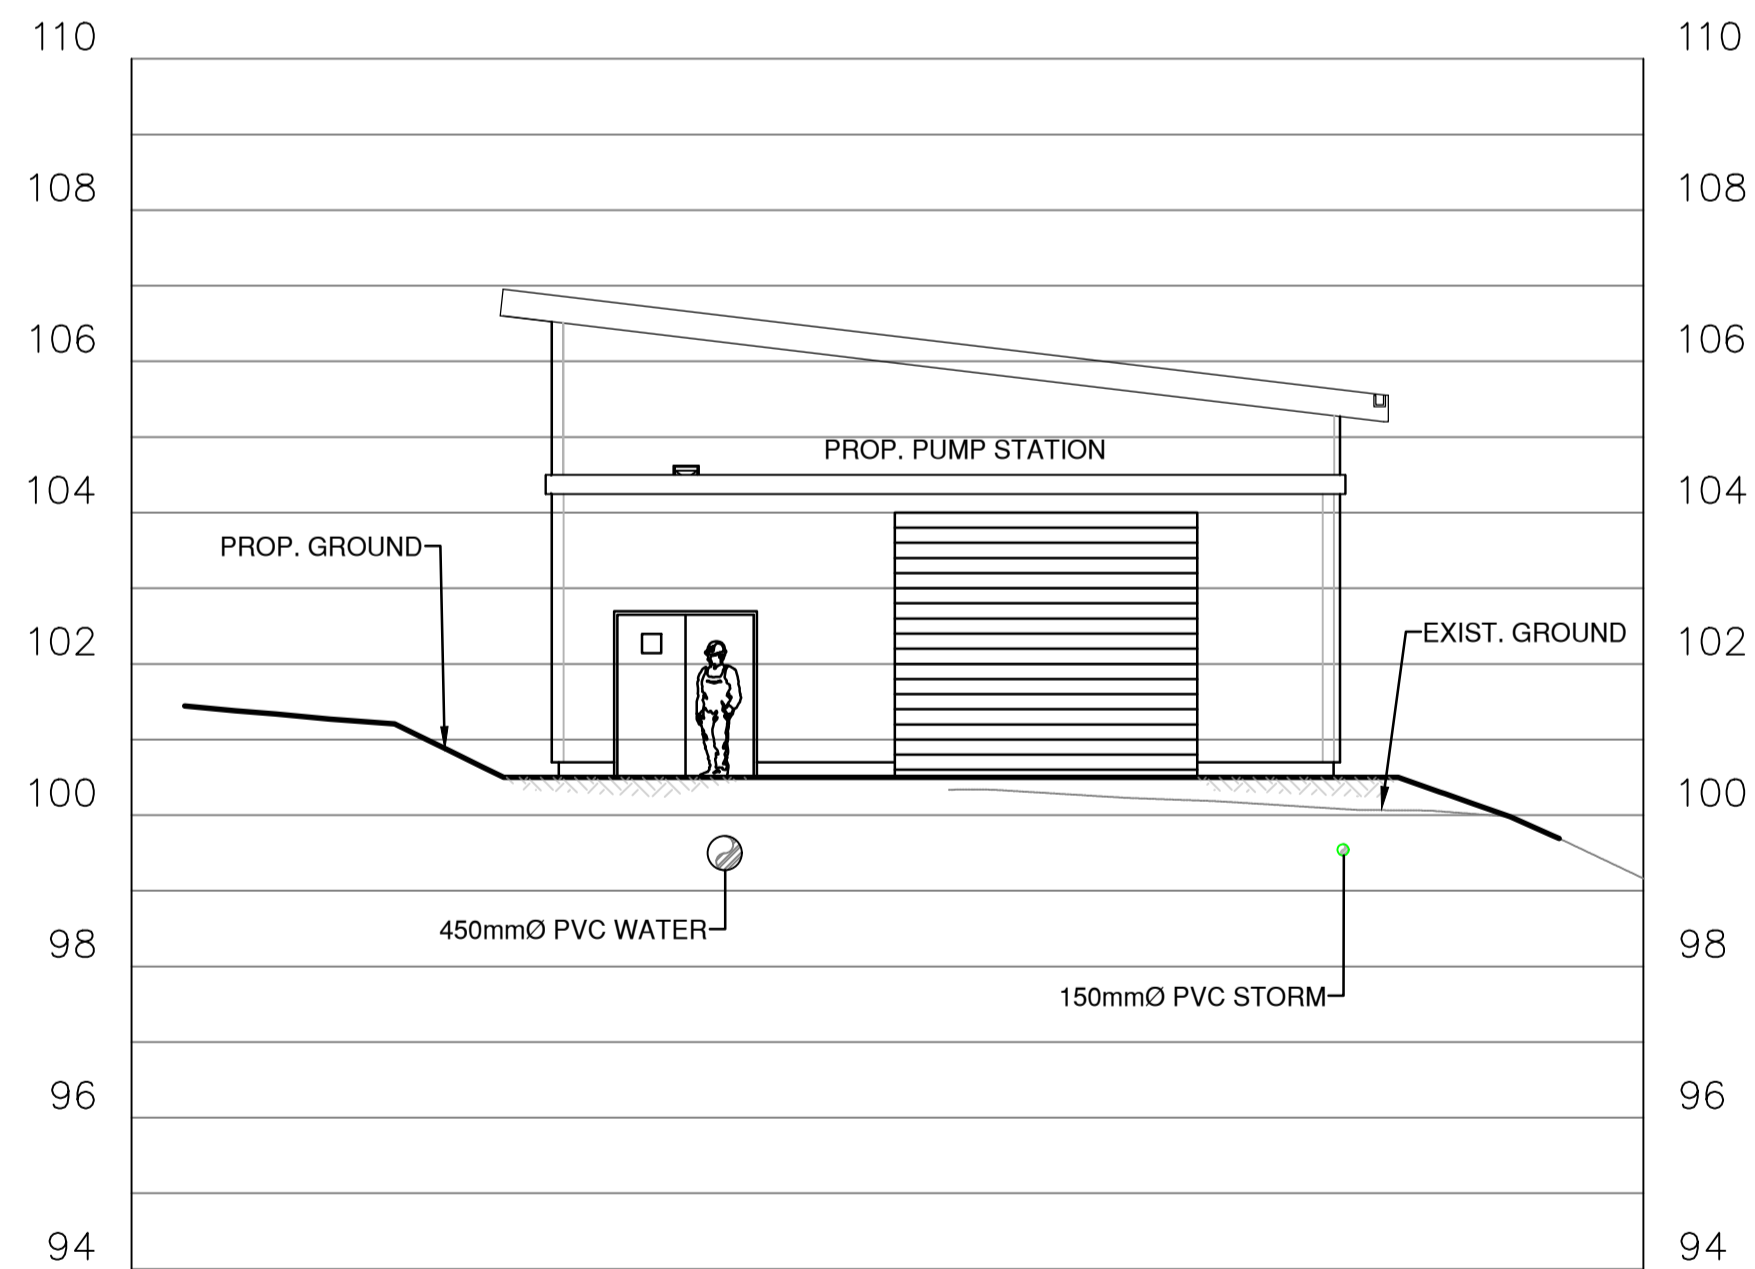 110 110
108 108
106 106
PROP. PUMP STATION
104 104
PROP. GROUND
102 102
EXIST. GROUND
100 100
450mmØ PVC WATER
98 98
150mmØ PVC STORM
96 96
94 94